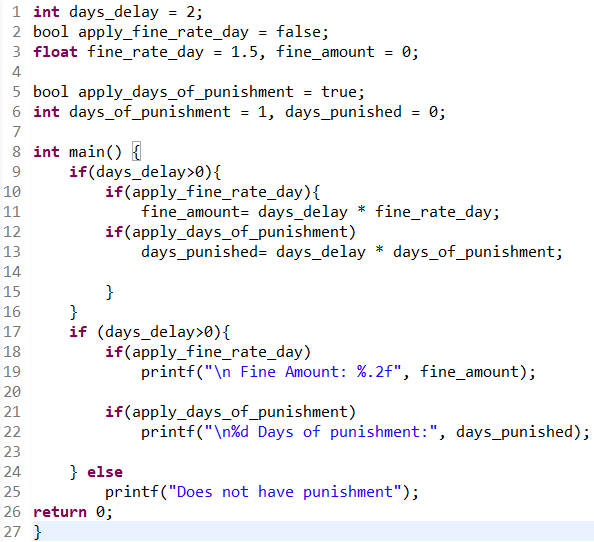 1 int days_delay = 2;
2 bool apply_fine_rate_day = false;
3 float fine_rate_day = 1.5, fine_amount = 0;
4
5 bool apply_days_of_punishment = true;
6 int days_of_punishment = 1, days_punished = 0;
7
8 int main() {
9     if(days_delay>0){
10         if(apply_fine_rate_day){
11             fine_amount= days_delay * fine_rate_day;
12         if(apply_days_of_punishment)
13             days_punished= days_delay * days_of_punishment;
14
15         }
16     }
17     if (days_delay>0){
18         if(apply_fine_rate_day)
19             printf("\n Fine Amount: %.2f", fine_amount);
20
21         if(apply_days_of_punishment)
22             printf("\n%d Days of punishment:", days_punished);
23
24     } else
25         printf("Does not have punishment");
26 return 0;
27 }